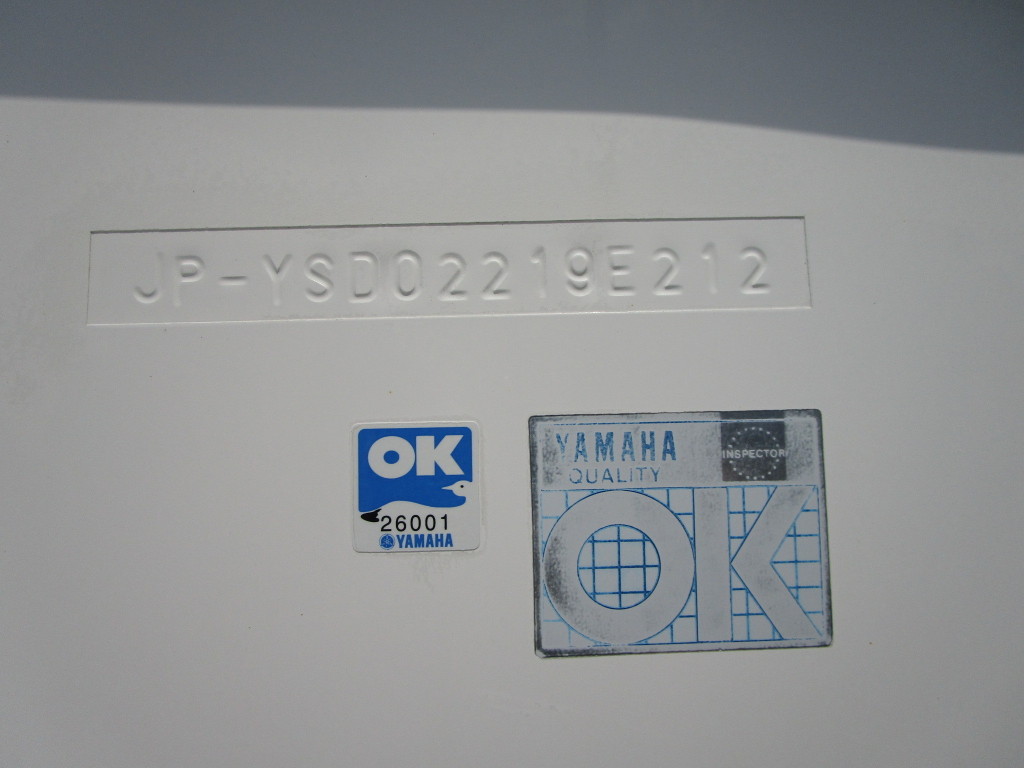 JP-YSD02219E212
OK
26001
YAMAHA
YAMAHA
QUALITY
INSPECTOR
OK